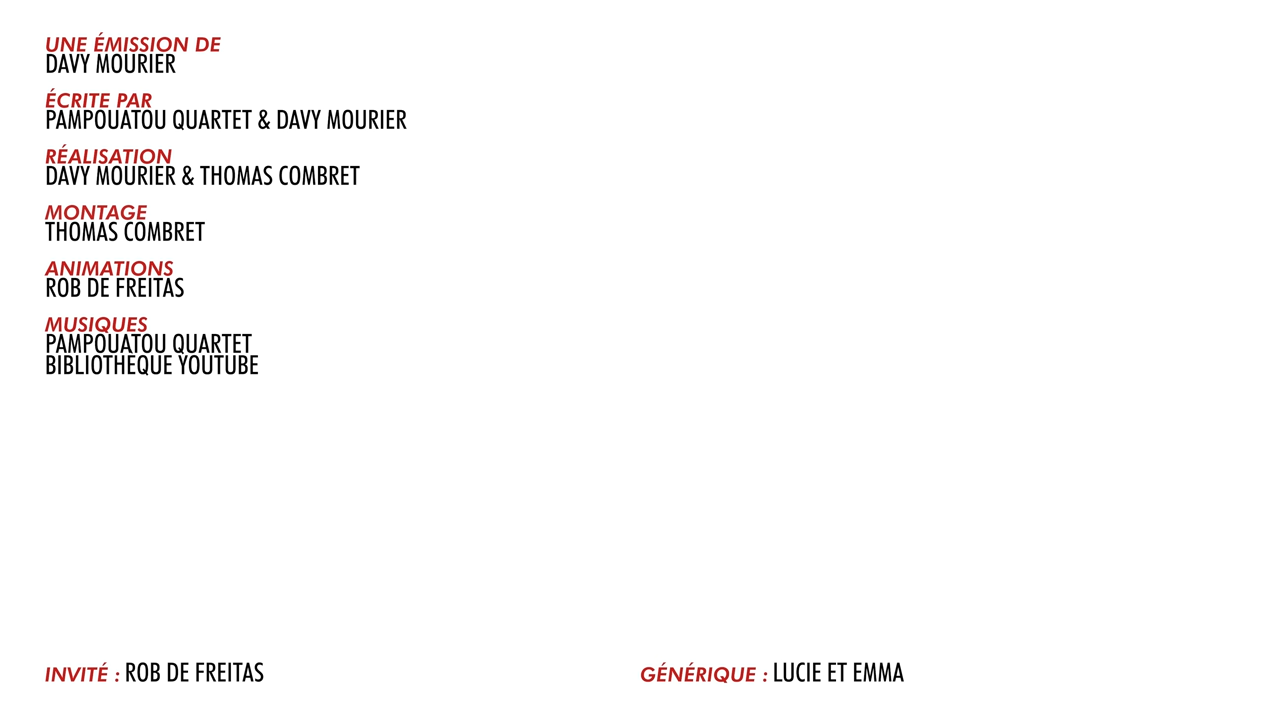 UNE ÉMISSION DE
DAVY MOURIER
ÉCRITE PAR
PAMPOUATOU QUARTET & DAVY MOURIER
RÉALISATION
DAVY MOURIER & THOMAS COMBRET
MONTAGE
THOMAS COMBRET
ANIMATIONS
ROB DE FREITAS
MUSIQUES
PAMPOUATOU QUARTET
BIBLIOTHÈQUE YOUTUBE
INVITÉ : ROB DE FREITAS
GÉNÉRIQUE : LUCIE ET EMMA